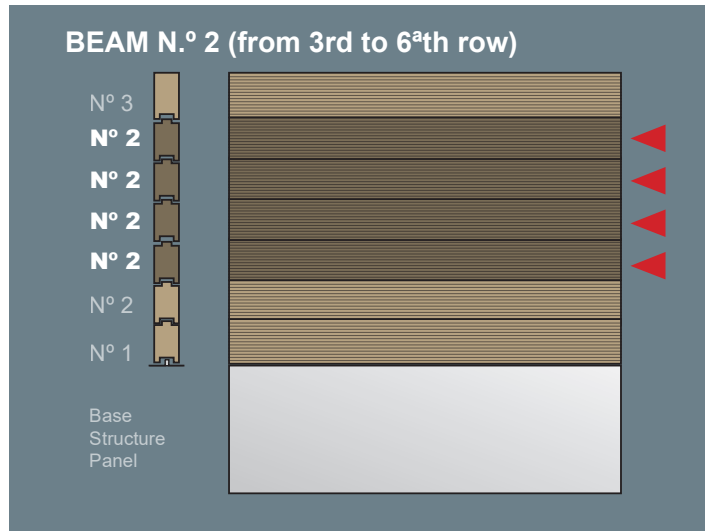 BEAM N.º 2 (from 3rd to 6ªth row)
Nº 3
Nº 2
Nº 2
Nº 2
Nº 2
Nº 2
Nº 1
Base
Structure
Panel